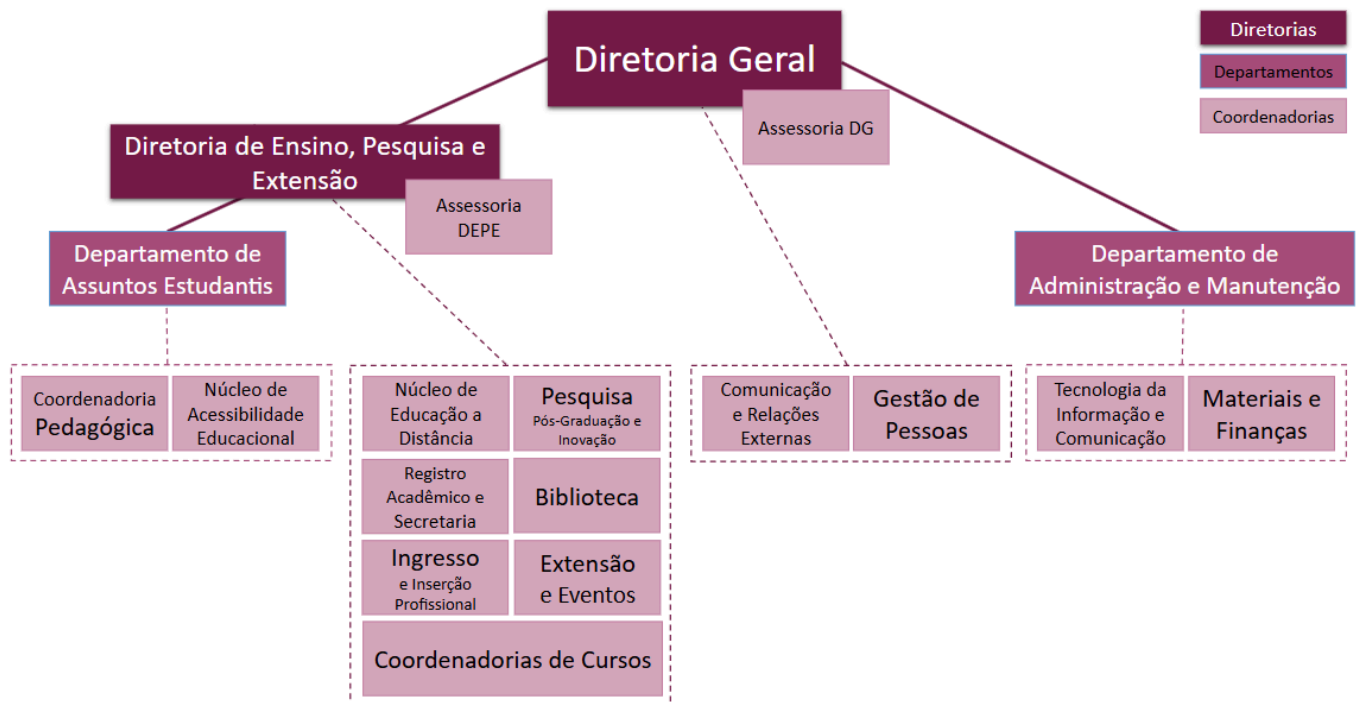 Diretoria Geral
Assessoria DG
Diretorias
Departamentos
Coordenadorias
Diretoria de Ensino, Pesquisa e
Extensão
Assessoria
DEPE
Departamento de
Assuntos Estudantis
Departamento de
Administração e Manutenção
Coordenadoria
Pedagógica
Núcleo de
Acessibilidade
Educacional
Núcleo de
Educação a
Distância
Pesquisa
Pós-Graduação e
Inovação
Registro
Acadêmico e
Secretaria
Biblioteca
Ingresso
e Inserção
Profissional
Extensão
e Eventos
Coordenadorias de Cursos
Comunicação
e Relações
Externas
Gestão de
Pessoas
Tecnologia da
Informação e
Comunicação
Materiais e
Finanças